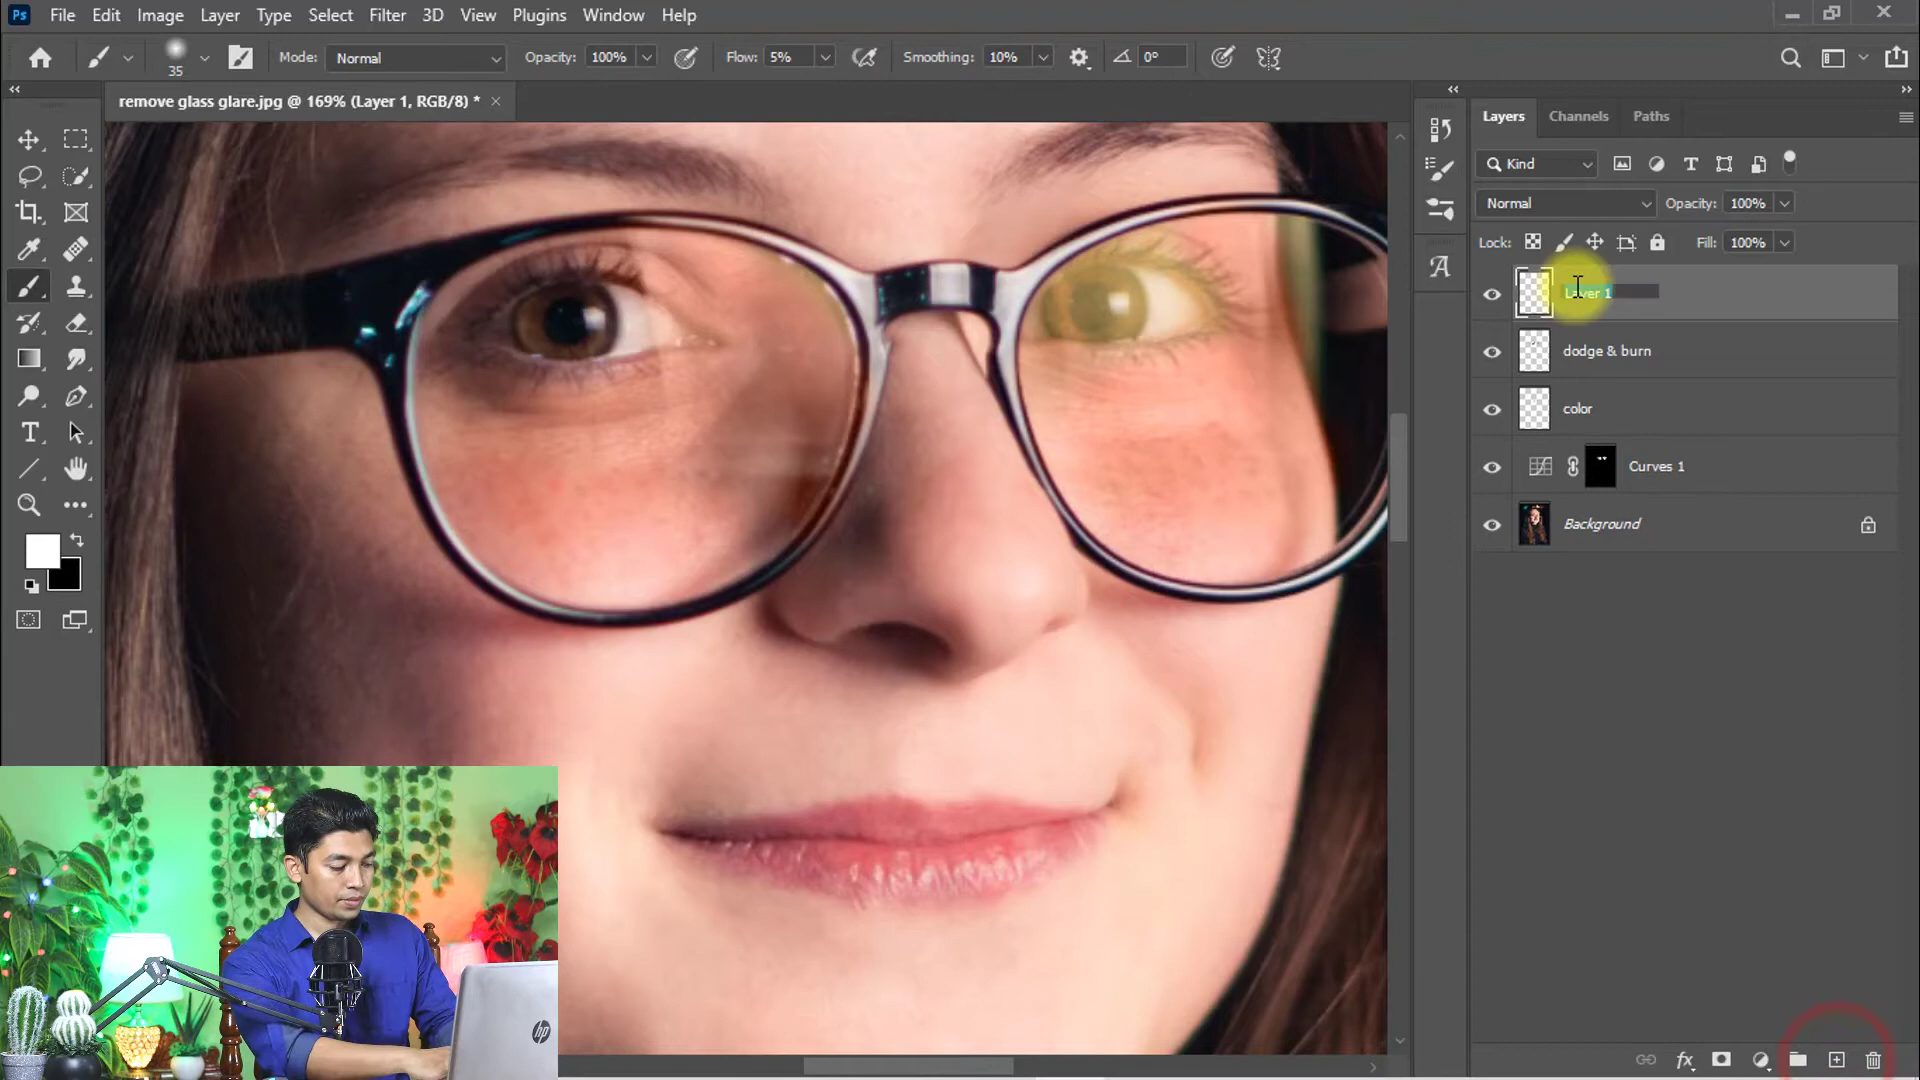 Ps File Edit Image Layer Type Select Filter 3D View Plugins Window Help
35 Mode: Normal Opacity: 100% Flow: 5% Smoothing: 10% 0°
remove glass glare.jpg @ 169% (Layer 1, RGB/8) *
Layers Channels Paths
Kind
Normal Opacity: 100%
Lock: Fill: 100%
Layer 1
dodge & burn
color
Curves 1
Background
hp